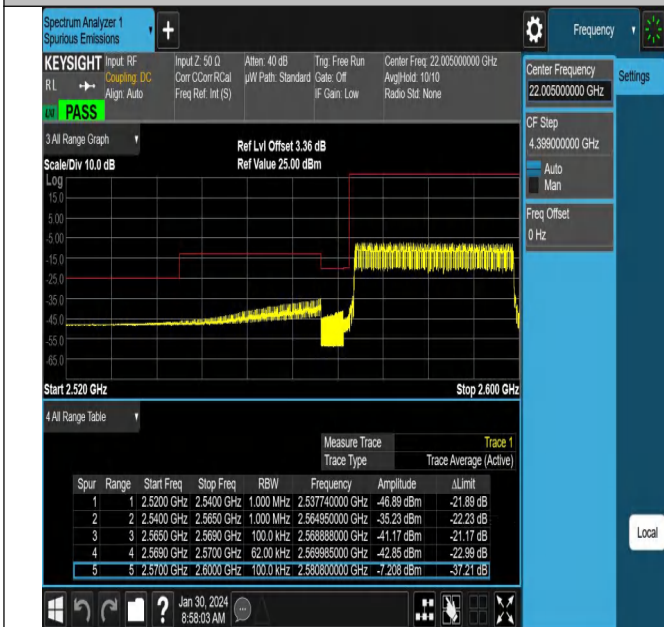 Spectrum Analyzer 1
Spurious Emissions
+
Frequency
KEYSIGHT Input: RF Input Z: 50 Ω Atten: 40 dB Trig: Free Run Center Freq: 22.005000000 GHz
RL Coupling: DC Corr CCorr RCal µW Path: Standard Gate: Off Avg|Hold: 10/10
Align: Auto Freq Ref: Int (S) IF Gain: Low Radio Std: None
PASS
Center Frequency
22.005000000 GHz
Settings
CF Step
4.399000000 GHz
Auto
Man
Freq Offset
0 Hz
3 All Range Graph
Ref Lvl Offset 3.36 dB
Scale/Div 10.0 dB Ref Value 25.00 dBm
Log
15.0
5.00
-5.00
-15.0
-25.0
-35.0
-45.0
-55.0
-65.0
Start 2.520 GHz Stop 2.600 GHz
4 All Range Table
Measure Trace Trace 1
Trace Type Trace Average (Active)
Spur Range Start Freq Stop Freq RBW Frequency Amplitude ΔLimit
1 1 2.5200 GHz 2.5400 GHz 1.000 MHz 2.537740000 GHz -46.89 dBm -21.89 dB
2 2 2.5400 GHz 2.5650 GHz 1.000 MHz 2.564950000 GHz -35.23 dBm -22.23 dB
3 3 2.5650 GHz 2.5690 GHz 100.0 kHz 2.568888000 GHz -41.17 dBm -21.17 dB
4 4 2.5690 GHz 2.5700 GHz 62.00 kHz 2.569985000 GHz -42.85 dBm -22.99 dB
5 5 2.5700 GHz 2.6000 GHz 100.0 kHz 2.580800000 GHz -7.208 dBm -37.21 dB
Local
? Jan 30, 2024
8:58:03 AM